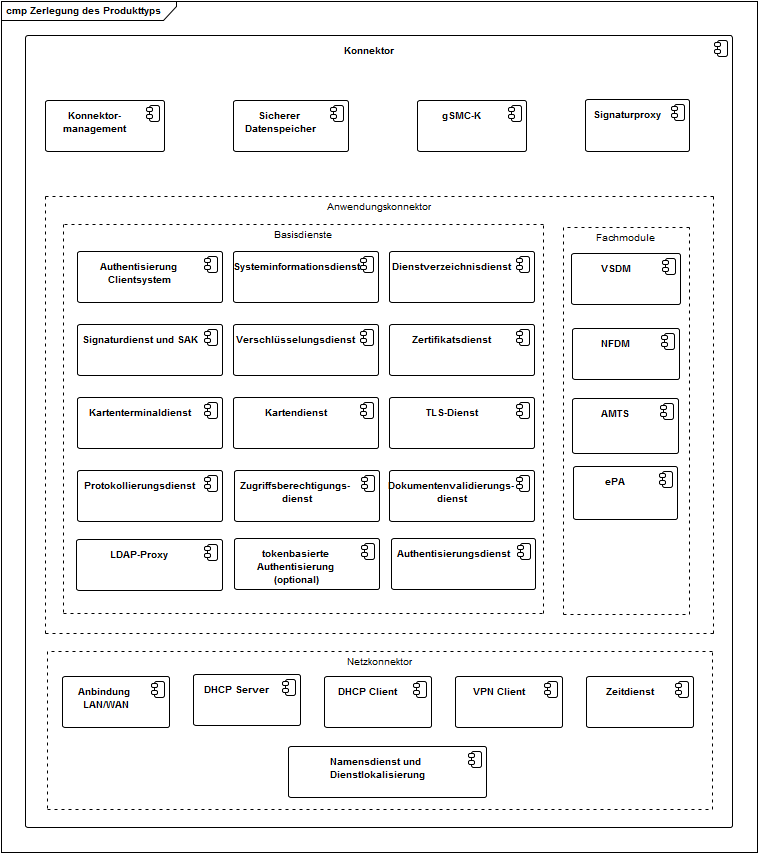 cmp Zerlegung des Produkttyps
Konnektor
Konnektor-
management
Sicherer
Datenspeicher
gSMC-K
Signaturproxy
Anwendungskonnektor
Basisdienste
Authentisierung
Clientsystem
Systeminformationsdienst
Dienstverzeichnisdienst
Signaturdienst und SAK
Verschlüsselungsdienst
Zertifikatsdienst
Kartenterminaldienst
Kartendienst
TLS-Dienst
Protokollierungsdienst
Zugriffsberechtigungs-
dienst
Dokumentenvalidierungs-
dienst
LDAP-Proxy
tokenbasierte
Authentisierung
(optional)
Authentisierungsdienst
Fachmodule
VSDM
NFDM
AMTS
ePA
Netzkonnektor
Anbindung
LAN/WAN
DHCP Server
DHCP Client
VPN Client
Zeitdienst
Namensdienst und
Dienstlokalisierung